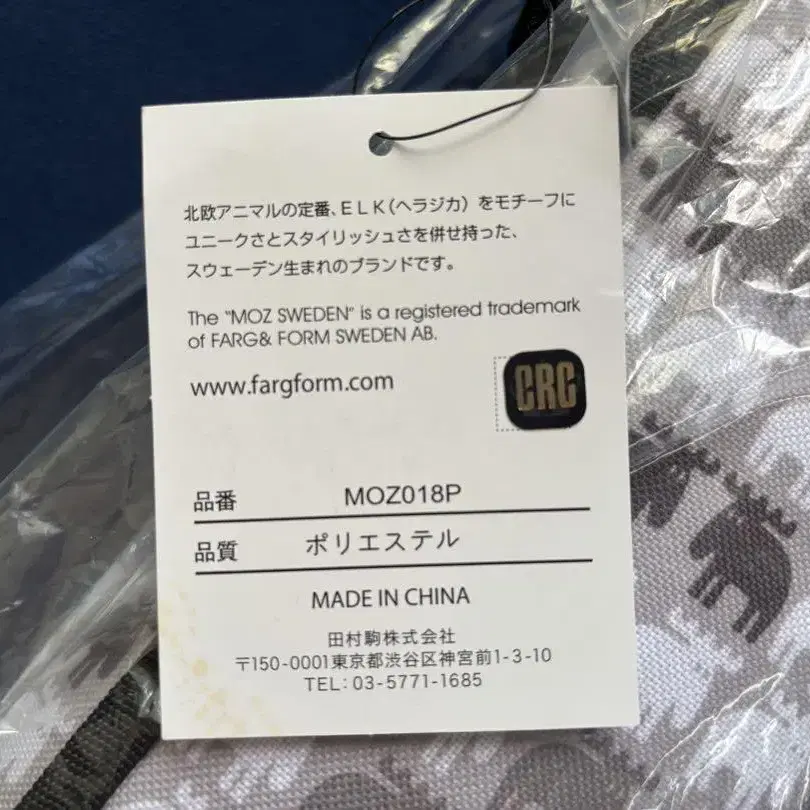 北欧アニマルの定番、ELK(ヘラジカ)をモチーフに
ユニークさとスタイリッシュさを併せ持った、
スウェーデン生まれのブランドです。
The "MOZ SWEDEN" is a registered trademark
of FARG& FORM SWEDEN AB.
www.fargform.com
CRC
品番 MOZ018P
品質 ポリエステル
MADE IN CHINA
田村駒株式会社
〒150-0001東京都渋谷区神宮前1-3-10
TEL:03-5771-1685